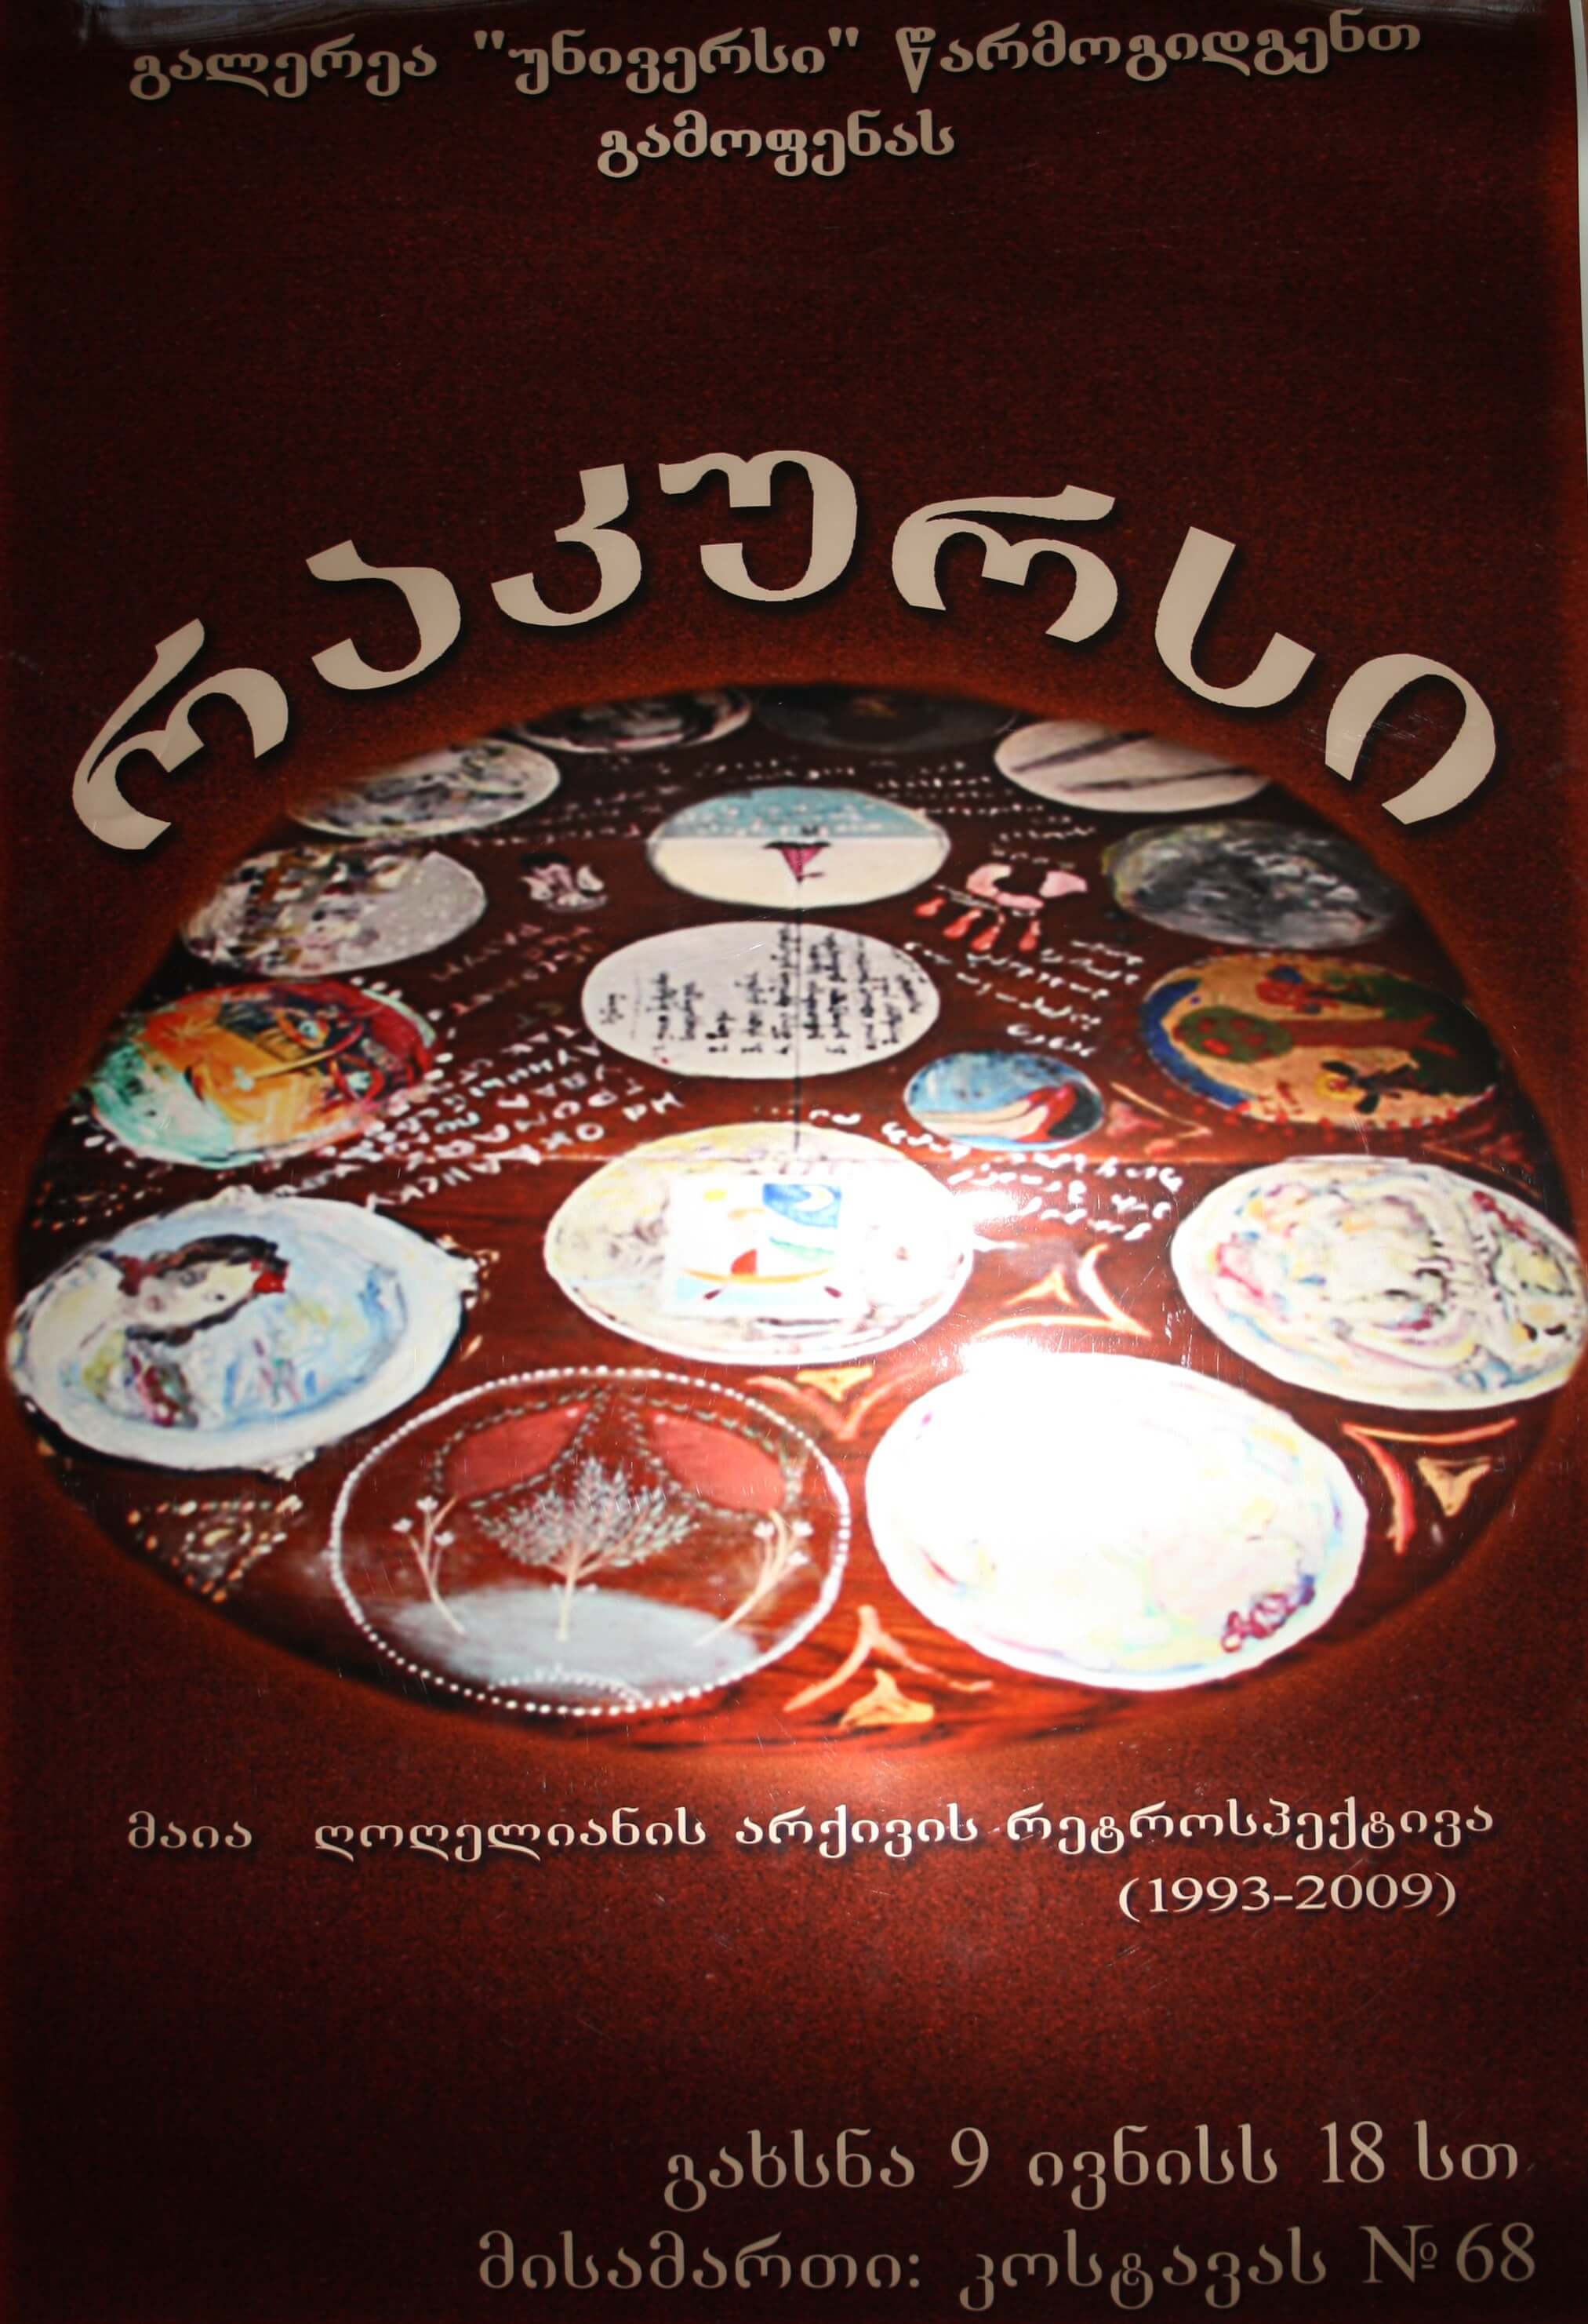 გალერეა "უნივერსი" წარმოგიდგენთ
გამოფენას
რაკურსი
მაია ღოღელიანის არქივის რეტროსპექტივა
(1993-2009)
გახსნა 9 ივნისს 18 სთ
მისამართი: კოსტავას № 68